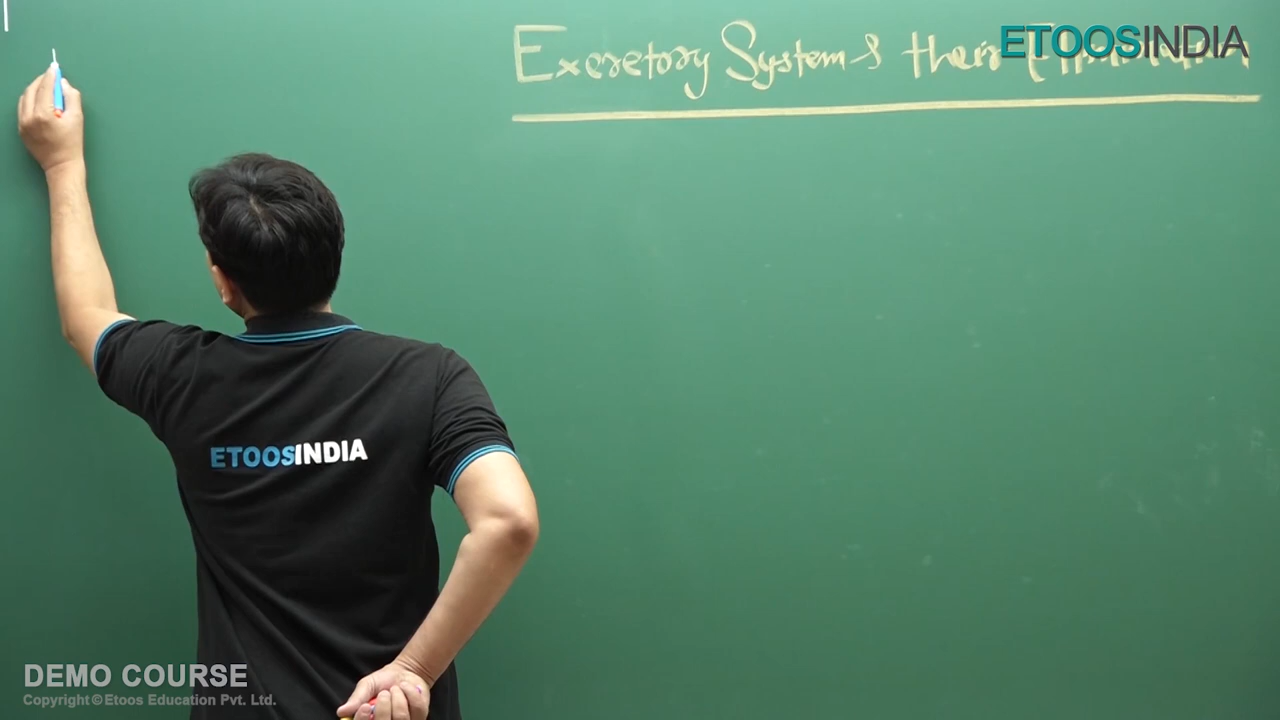 Excretory System & their
ETOOSINDIA
ETOOSINDIA
DEMO COURSE
Copyright©Etoos Education Pvt. Ltd.